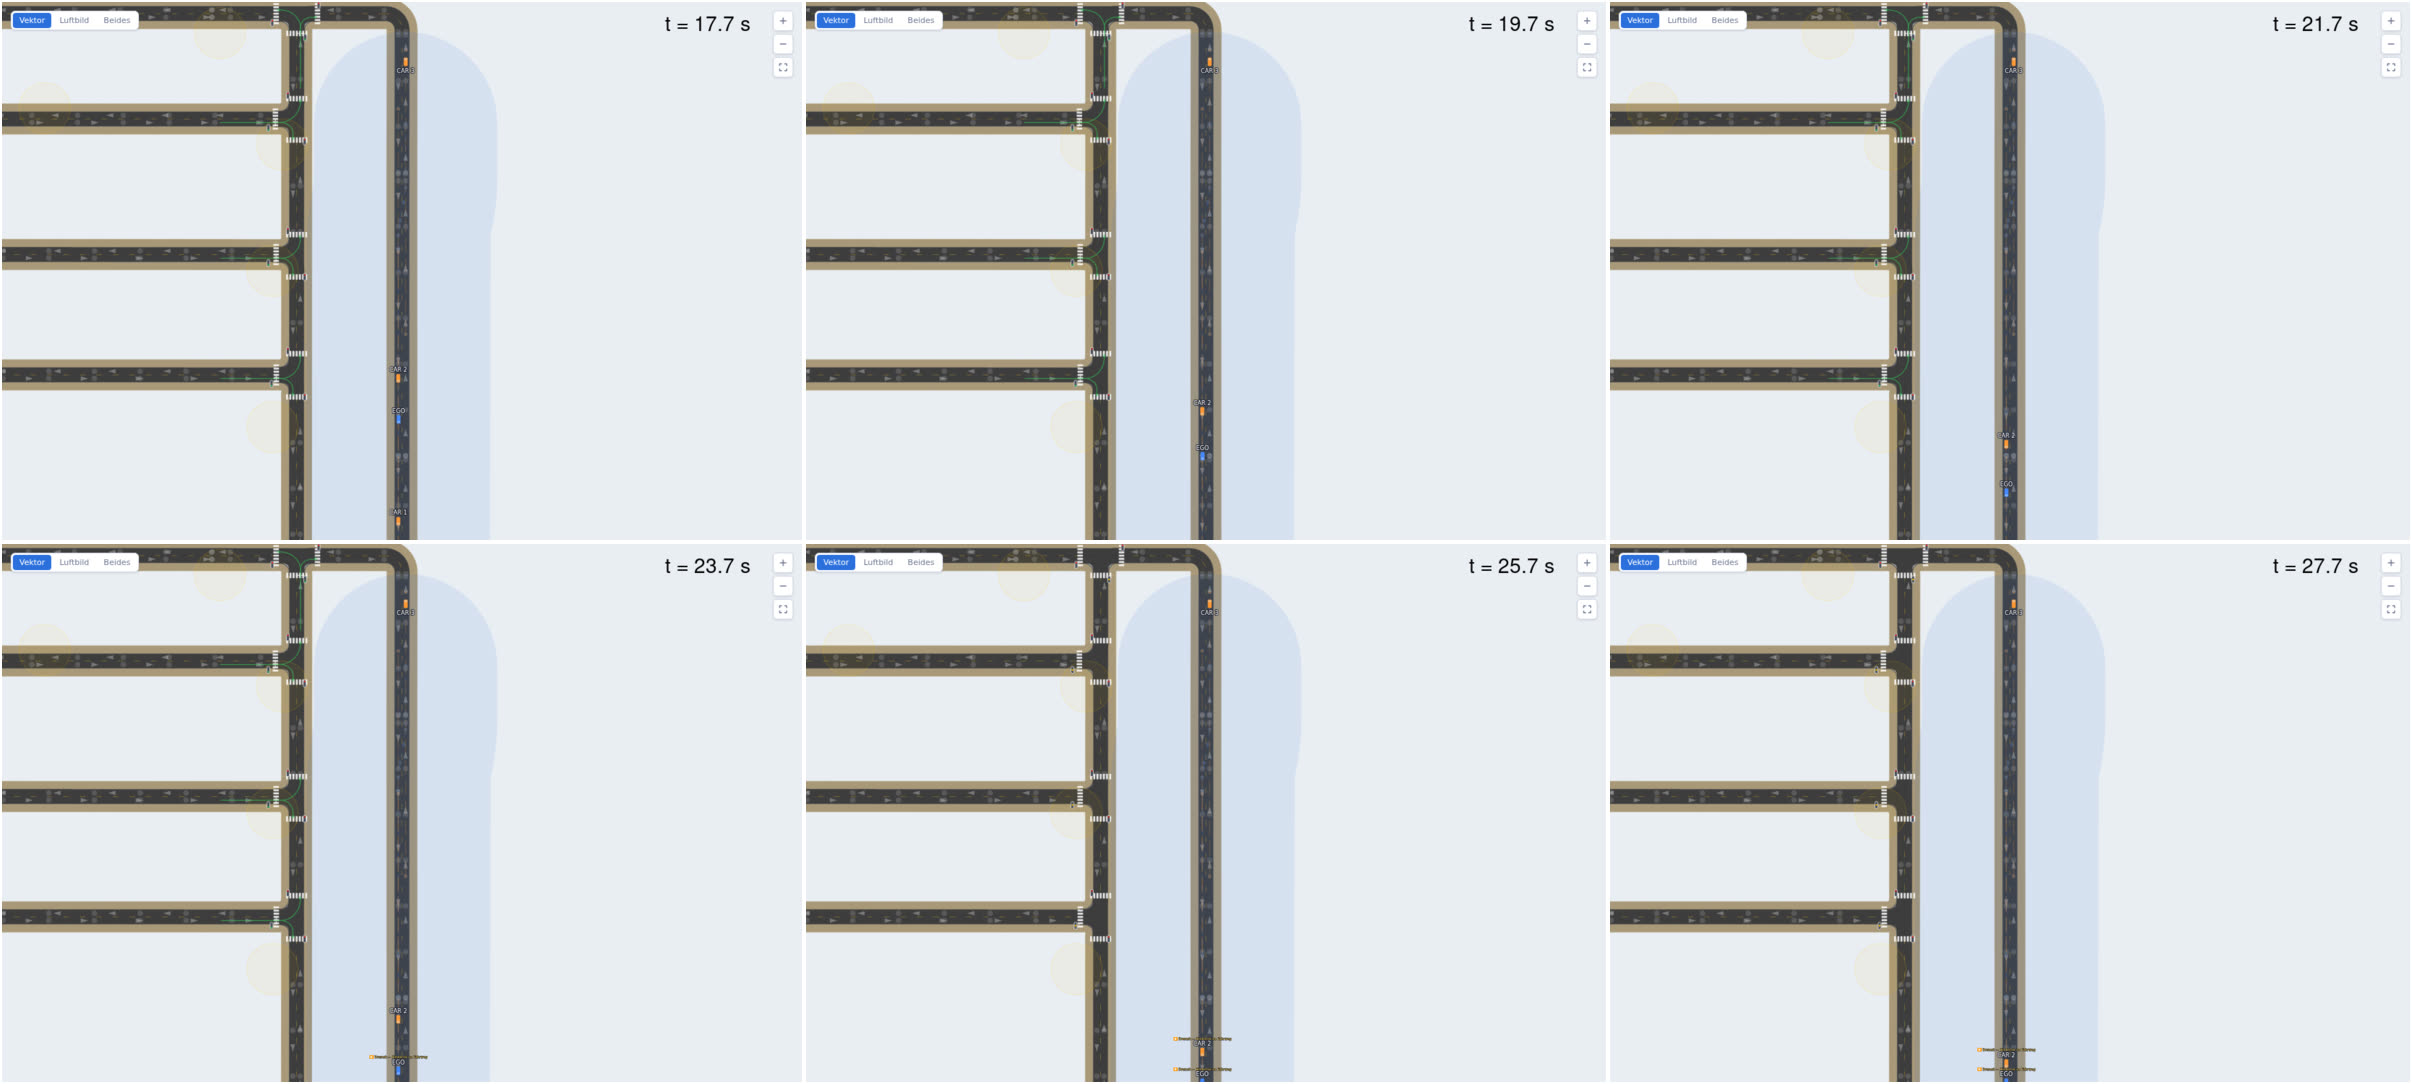 Vektor Luftbild Beides
t = 17.7 s
+
−
CAR 3
CAR 2
EGO
CAR 1
Vektor Luftbild Beides
t = 19.7 s
+
−
CAR 3
CAR 2
EGO
Vektor Luftbild Beides
t = 21.7 s
+
−
CAR 3
CAR 2
EGO
Vektor Luftbild Beides
t = 23.7 s
+
−
CAR 3
CAR 2
EGO
Vektor Luftbild Beides
t = 25.7 s
+
−
CAR 3
CAR 2
EGO
Vektor Luftbild Beides
t = 27.7 s
+
−
CAR 3
CAR 2
EGO